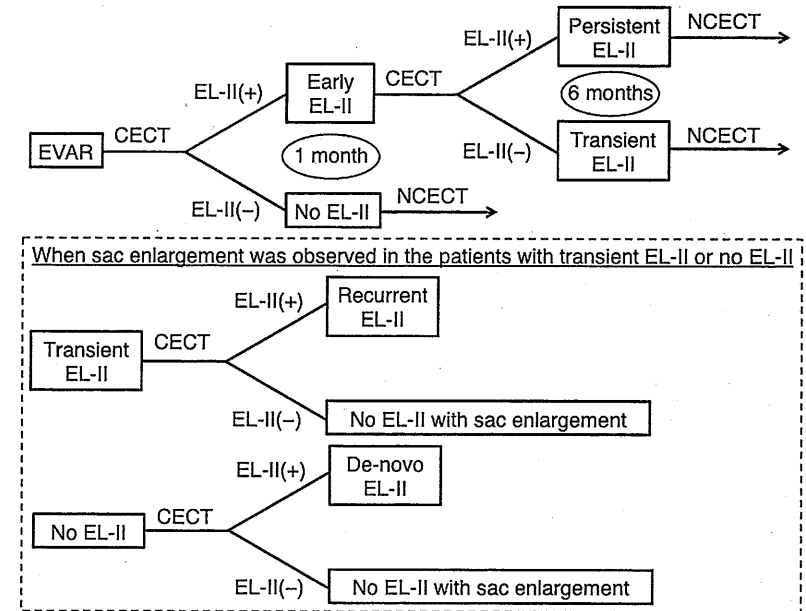 Persistent
EL-II
NCECT
EL-II(+)
Early
EL-II
CECT
EL-II(+)
6 months
EVAR
CECT
1 month
EL-II(–)
Transient
EL-II
NCECT
EL-II(–)
No EL-II
NCECT
When sac enlargement was observed in the patients with transient EL-II or no EL-II
Transient
EL-II
CECT
EL-II(+)
Recurrent
EL-II
EL-II(–)
No EL-II with sac enlargement
No EL-II
CECT
EL-II(+)
De-novo
EL-II
EL-II(–)
No EL-II with sac enlargement